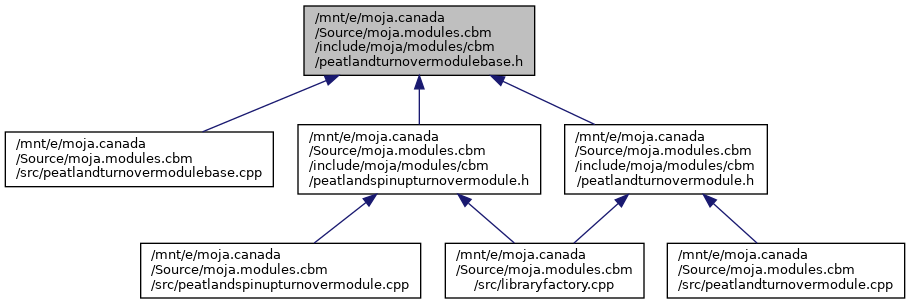 /mnt/e/moja.canada
/Source/moja.modules.cbm
/include/moja/modules/cbm
/peatlandturnovermodulebase.h
/mnt/e/moja.canada
/Source/moja.modules.cbm
/src/peatlandturnovermodulebase.cpp
/mnt/e/moja.canada
/Source/moja.modules.cbm
/include/moja/modules/cbm
/peatlandspinupturnovermodule.h
/mnt/e/moja.canada
/Source/moja.modules.cbm
/include/moja/modules/cbm
/peatlandturnovermodule.h
/mnt/e/moja.canada
/Source/moja.modules.cbm
/src/peatlandspinupturnovermodule.cpp
/mnt/e/moja.canada
/Source/moja.modules.cbm
/src/libraryfactory.cpp
/mnt/e/moja.canada
/Source/moja.modules.cbm
/src/peatlandturnovermodule.cpp